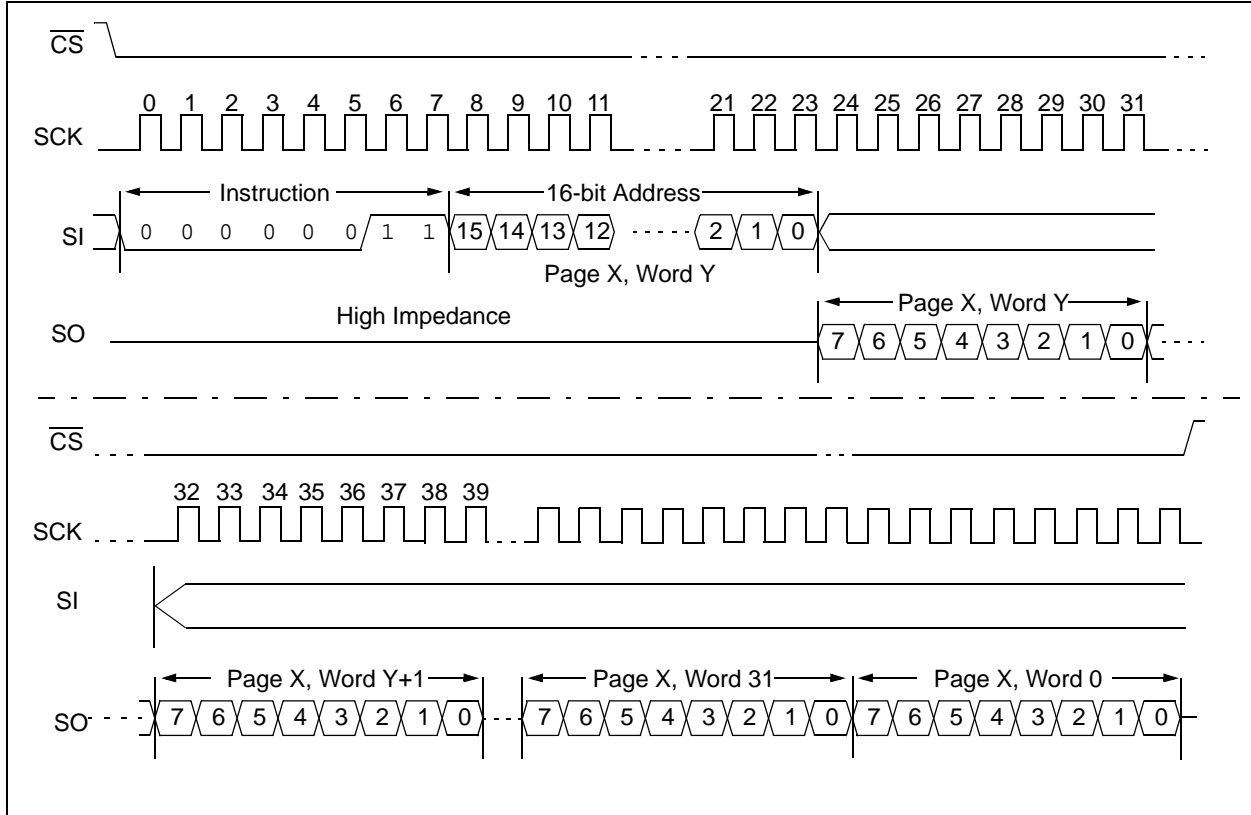 CS
0 1 2 3 4 5 6 7 8 9 10 11 21 22 23 24 25 26 27 28 29 30 31
SCK
Instruction 16-bit Address
SI 0 0 0 0 0 0 1 1 15 14 13 12 2 1 0
Page X, Word Y
High Impedance Page X, Word Y
SO 7 6 5 4 3 2 1 0
CS
32 33 34 35 36 37 38 39
SCK
SI
Page X, Word Y+1 Page X, Word 31 Page X, Word 0
SO 7 6 5 4 3 2 1 0 7 6 5 4 3 2 1 0 7 6 5 4 3 2 1 0